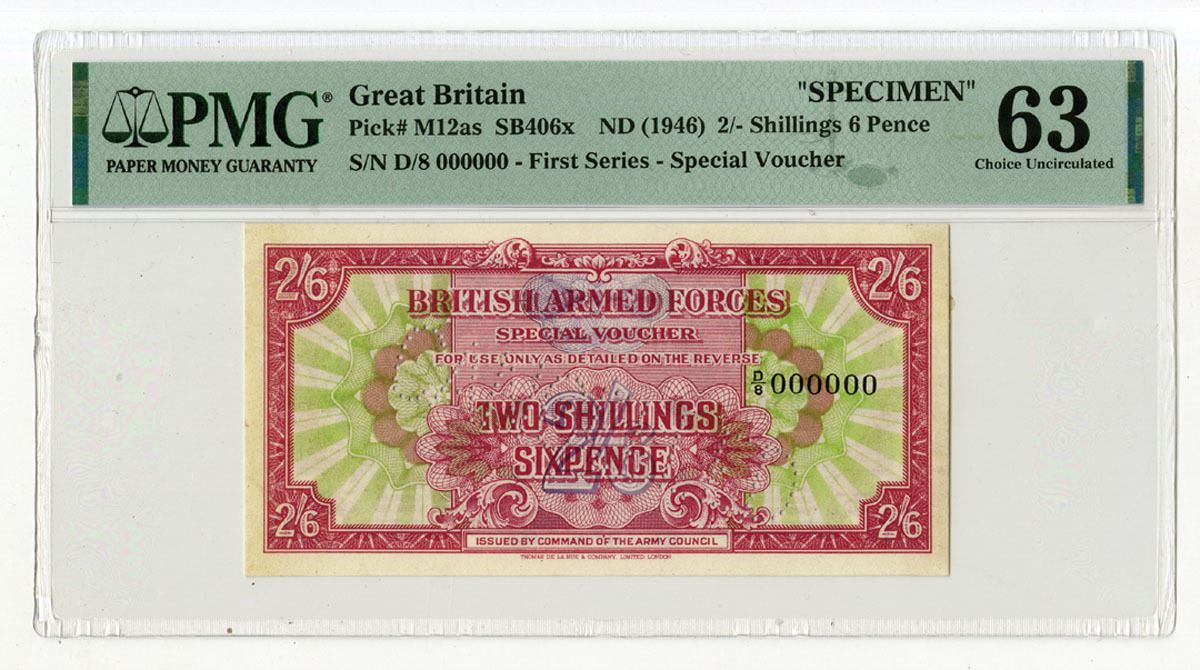 PMG®
PAPER MONEY GUARANTY
Great Britain
"SPECIMEN"
Pick# M12as SB406x ND (1946) 2/- Shillings 6 Pence
S/N D/8 000000 - First Series - Special Voucher
63
Choice Uncirculated
2/6
2/6
BRITISH ARMED FORCES
SPECIAL VOUCHER
FOR USE ONLY AS DETAILED ON THE REVERSE
D/8 000000
TWO SHILLINGS
SIXPENCE
2/6
2/6
2/6
ISSUED BY COMMAND OF THE ARMY COUNCIL
THOMAS DE LA RUE & COMPANY, LIMITED, LONDON